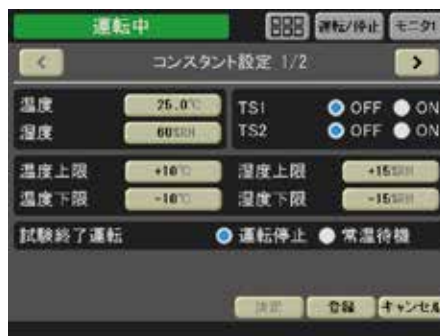 運転中 運転/停止 モニタ1
< コンスタント設定 1/2 >
温度 25.0℃ TS1 OFF ON
湿度 60%RH TS2 OFF ON
温度上限 +10℃ 湿度上限 +15%RH
温度下限 -10℃ 湿度下限 -15%RH
試験終了運転 運転停止 常温待機
決定 登録 キャンセル